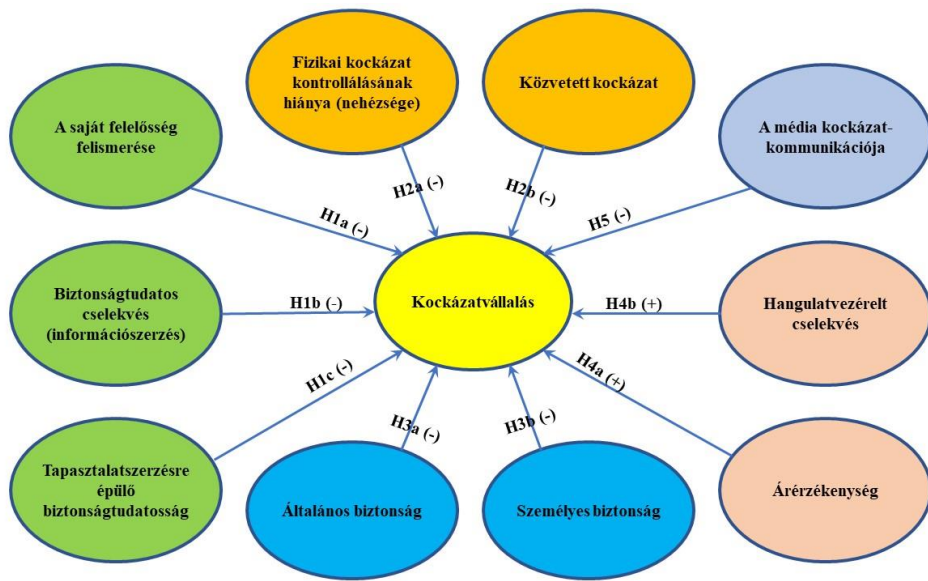 Fizikai kockázat
kontrollálásának
hiánya (nehézsége)
Közvetett kockázat
A saját felelősség
felismerése
A média kockázat-
kommunikációja
H2a (-)
H2b (-)
H1a (-)
H5 (-)
Biztonságtudatos
cselekvés
(információszerzés)
H1b (-)
Kockázatvállalás
H4b (+)
Hangulatvezérelt
cselekvés
H1c (-)
H3a (-)
H3b (-)
H4a (+)
Tapasztalatszerzésre
épülő
biztonságtudatosság
Általános biztonság
Személyes biztonság
Árérzékenység